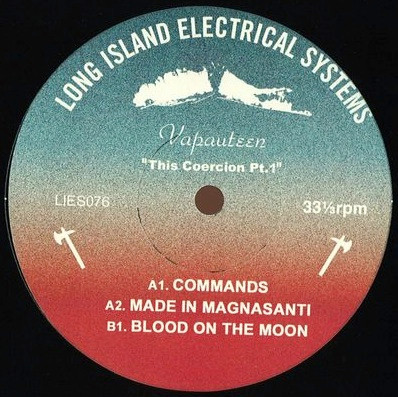 LONG ISLAND ELECTRICAL SYSTEMS
Vapauteen
"This Coercion Pt.1"
LIES076
33⅓rpm
A1. COMMANDS
A2. MADE IN MAGNASANTI
B1. BLOOD ON THE MOON